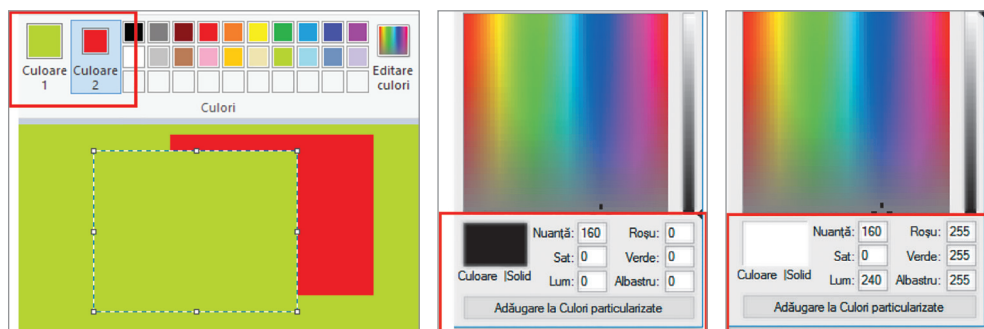 Culoare Culoare Editare
1 2 culori
Culori
Nuanță: 160 Roșu: 0
Sat: 0 Verde: 0
Culoare |Solid Lum: 0 Albastru: 0
Adăugare la Culori particularizate
Nuanță: 160 Roșu: 255
Sat: 0 Verde: 255
Culoare |Solid Lum: 240 Albastru: 255
Adăugare la Culori particularizate